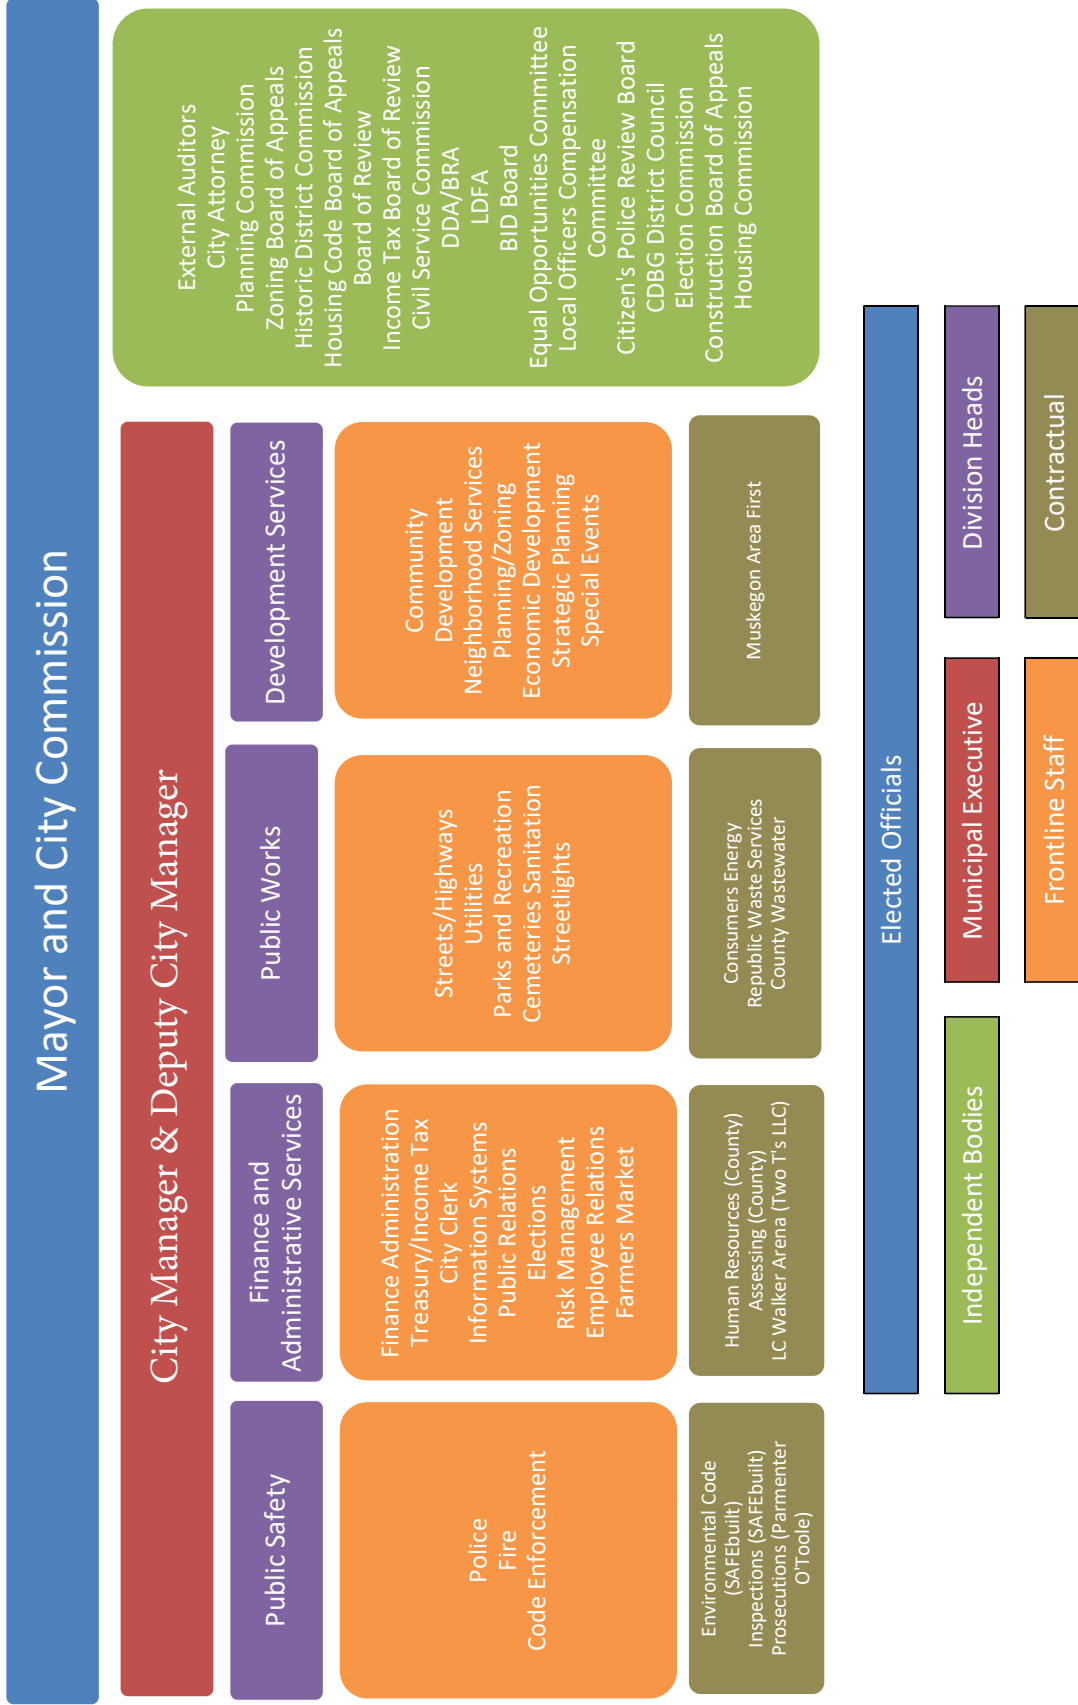 Mayor and City Commission
City Manager & Deputy City Manager
Public Safety
Finance and
Administrative Services
Public Works
Development Services
Police
Fire
Code Enforcement
Finance Administration
Treasury/Income Tax
City Clerk
Information Systems
Public Relations
Elections
Risk Management
Employee Relations
Farmers Market
Streets/Highways
Utilities
Parks and Recreation
Cemeteries Sanitation
Streetlights
Community
Development
Neighborhood Services
Planning/Zoning
Economic Development
Strategic Planning
Special Events
Environmental Code
(SAFEbuilt)
Inspections (SAFEbuilt)
Prosecutions (Parmenter
O'Toole)
Human Resources (County)
Assessing (County)
LC Walker Arena (Two T's LLC)
Consumers Energy
Republic Waste Services
County Wastewater
Muskegon Area First
External Auditors
City Attorney
Planning Commission
Zoning Board of Appeals
Historic District Commission
Housing Code Board of Appeals
Board of Review
Income Tax Board of Review
Civil Service Commission
DDA/BRA
LDFA
BID Board
Equal Opportunities Committee
Local Officers Compensation
Committee
Citizen's Police Review Board
CDBG District Council
Election Commission
Construction Board of Appeals
Housing Commission
Elected Officials
Independent Bodies
Municipal Executive
Division Heads
Frontline Staff
Contractual